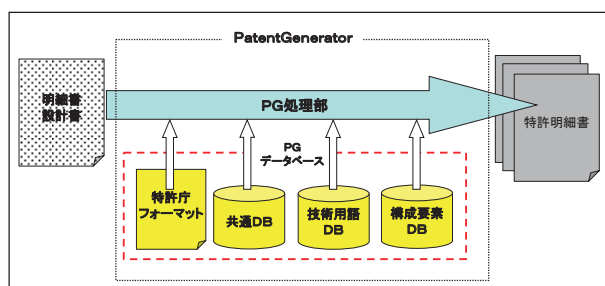 PatentGenerator
明細書
設計書
PG処理部
特許明細書
PG
データベース
特許庁
フォーマット
共通DB
技術用語
DB
構成要素
DB